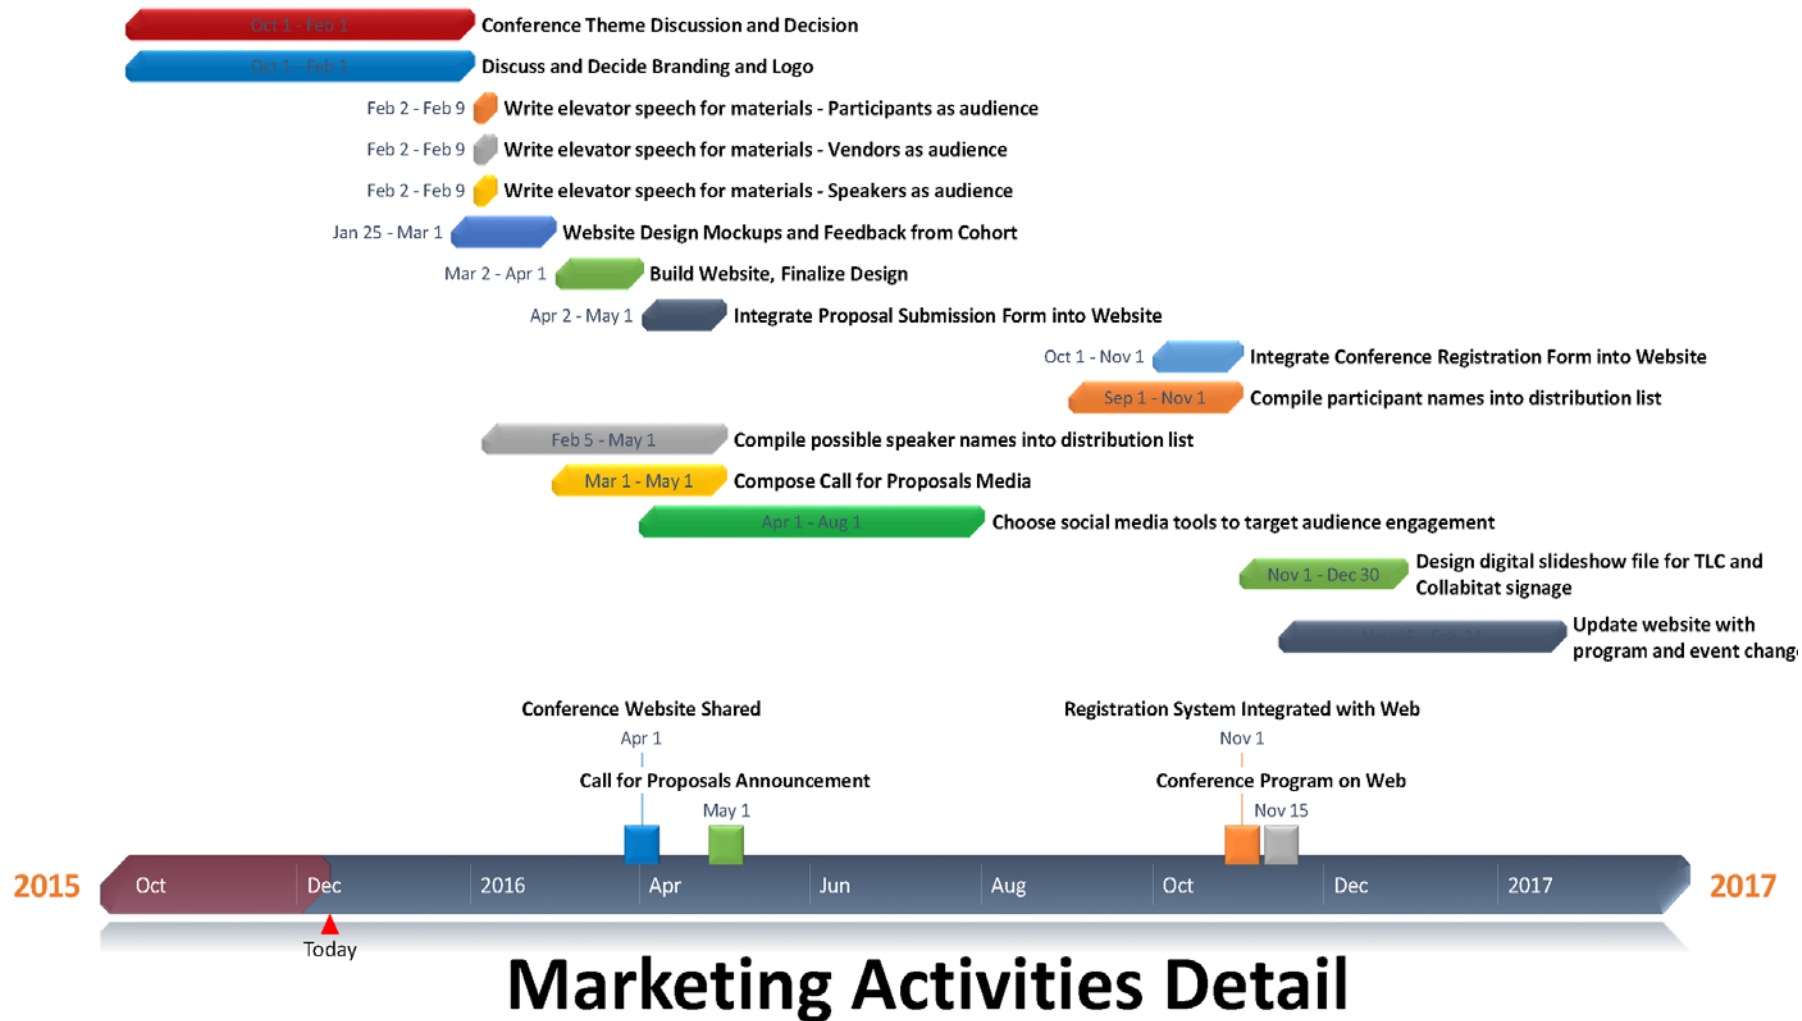 Oct 1 - Feb 1 Conference Theme Discussion and Decision
Oct 1 - Feb 1 Discuss and Decide Branding and Logo
Feb 2 - Feb 9 Write elevator speech for materials - Participants as audience
Feb 2 - Feb 9 Write elevator speech for materials - Vendors as audience
Feb 2 - Feb 9 Write elevator speech for materials - Speakers as audience
Jan 25 - Mar 1 Website Design Mockups and Feedback from Cohort
Mar 2 - Apr 1 Build Website, Finalize Design
Apr 2 - May 1 Integrate Proposal Submission Form into Website
Oct 1 - Nov 1 Integrate Conference Registration Form into Website
Sep 1 - Nov 1 Compile participant names into distribution list
Feb 5 - May 1 Compile possible speaker names into distribution list
Mar 1 - May 1 Compose Call for Proposals Media
Apr 1 - Aug 1 Choose social media tools to target audience engagement
Nov 1 - Dec 30 Design digital slideshow file for TLC and
Collabitat signage
Update website with
program and event chang
Conference Website Shared Registration System Integrated with Web
Apr 1 Nov 1
Call for Proposals Announcement Conference Program on Web
May 1 Nov 15
2015 Oct Dec 2016 Apr Jun Aug Oct Dec 2017 2017
Today
Marketing Activities Detail